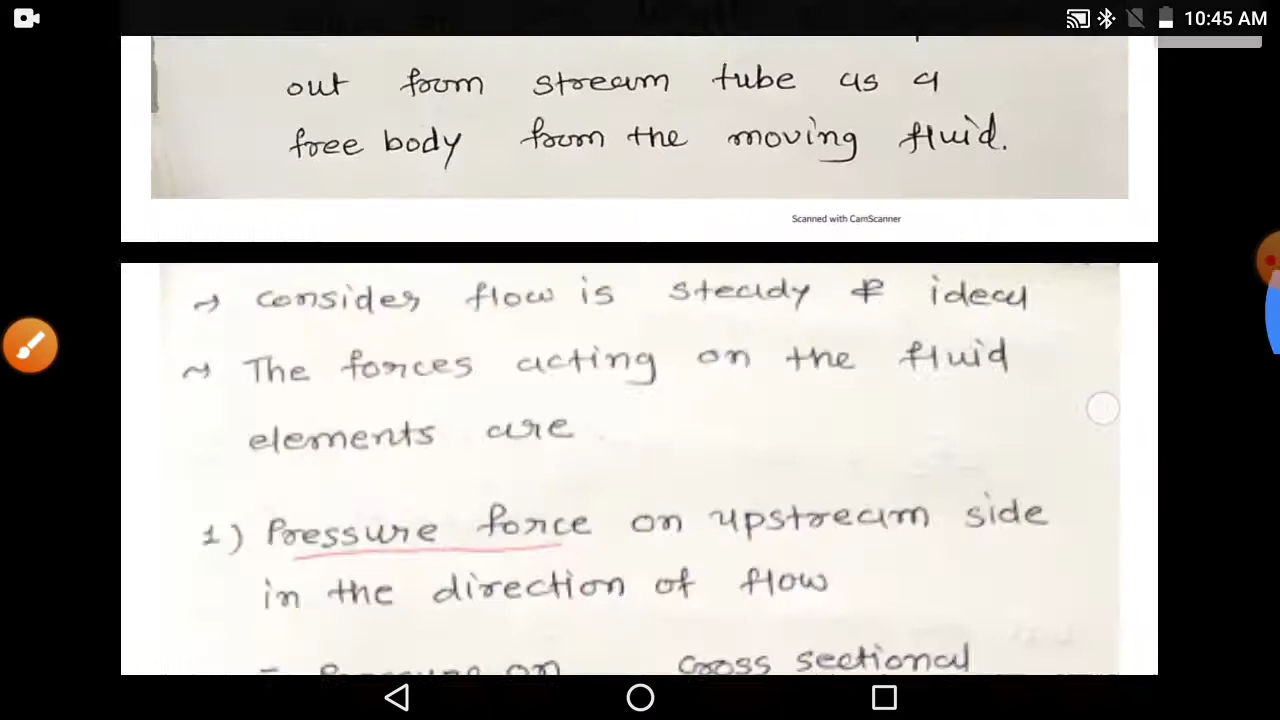 10:45 AM
out from stream tube as a
free body from the moving fluid.
Scanned with CamScanner
→ consider flow is steady & ideal
→ The forces acting on the fluid
elements are
1) Pressure force on upstream side
in the direction of flow
= Pressure on cross sectional